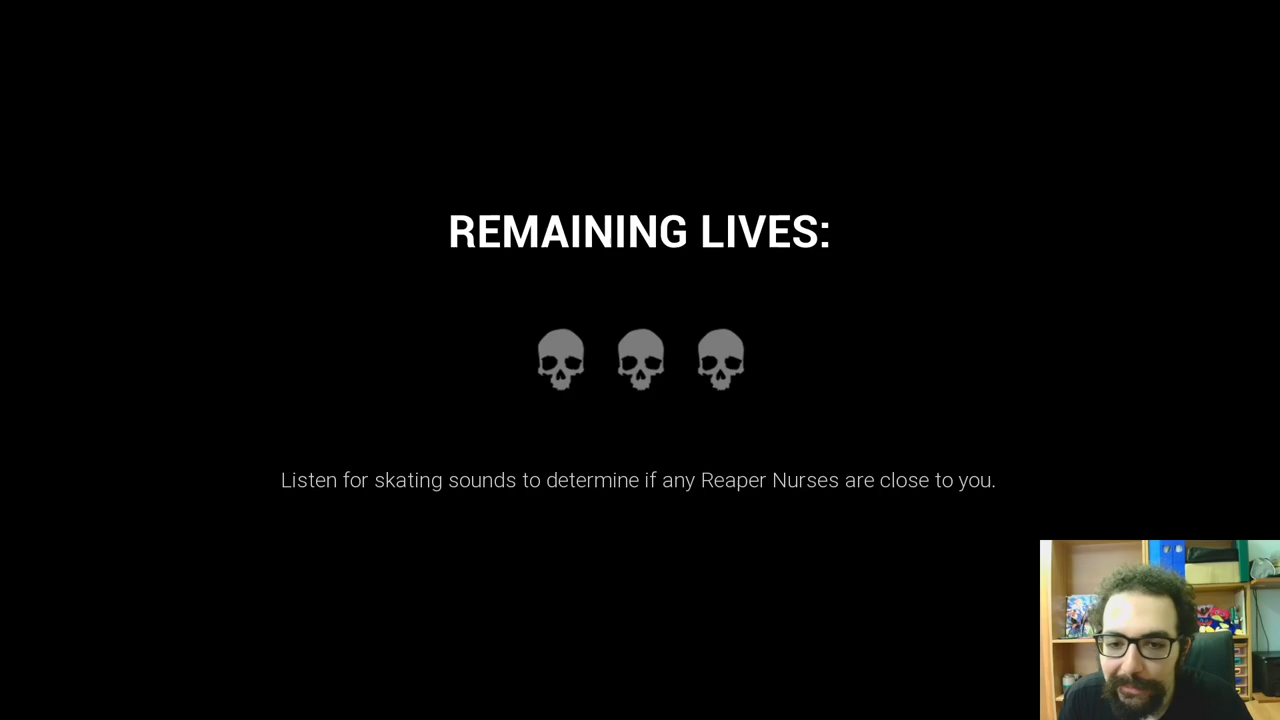 REMAINING LIVES:
Listen for skating sounds to determine if any Reaper Nurses are close to you.